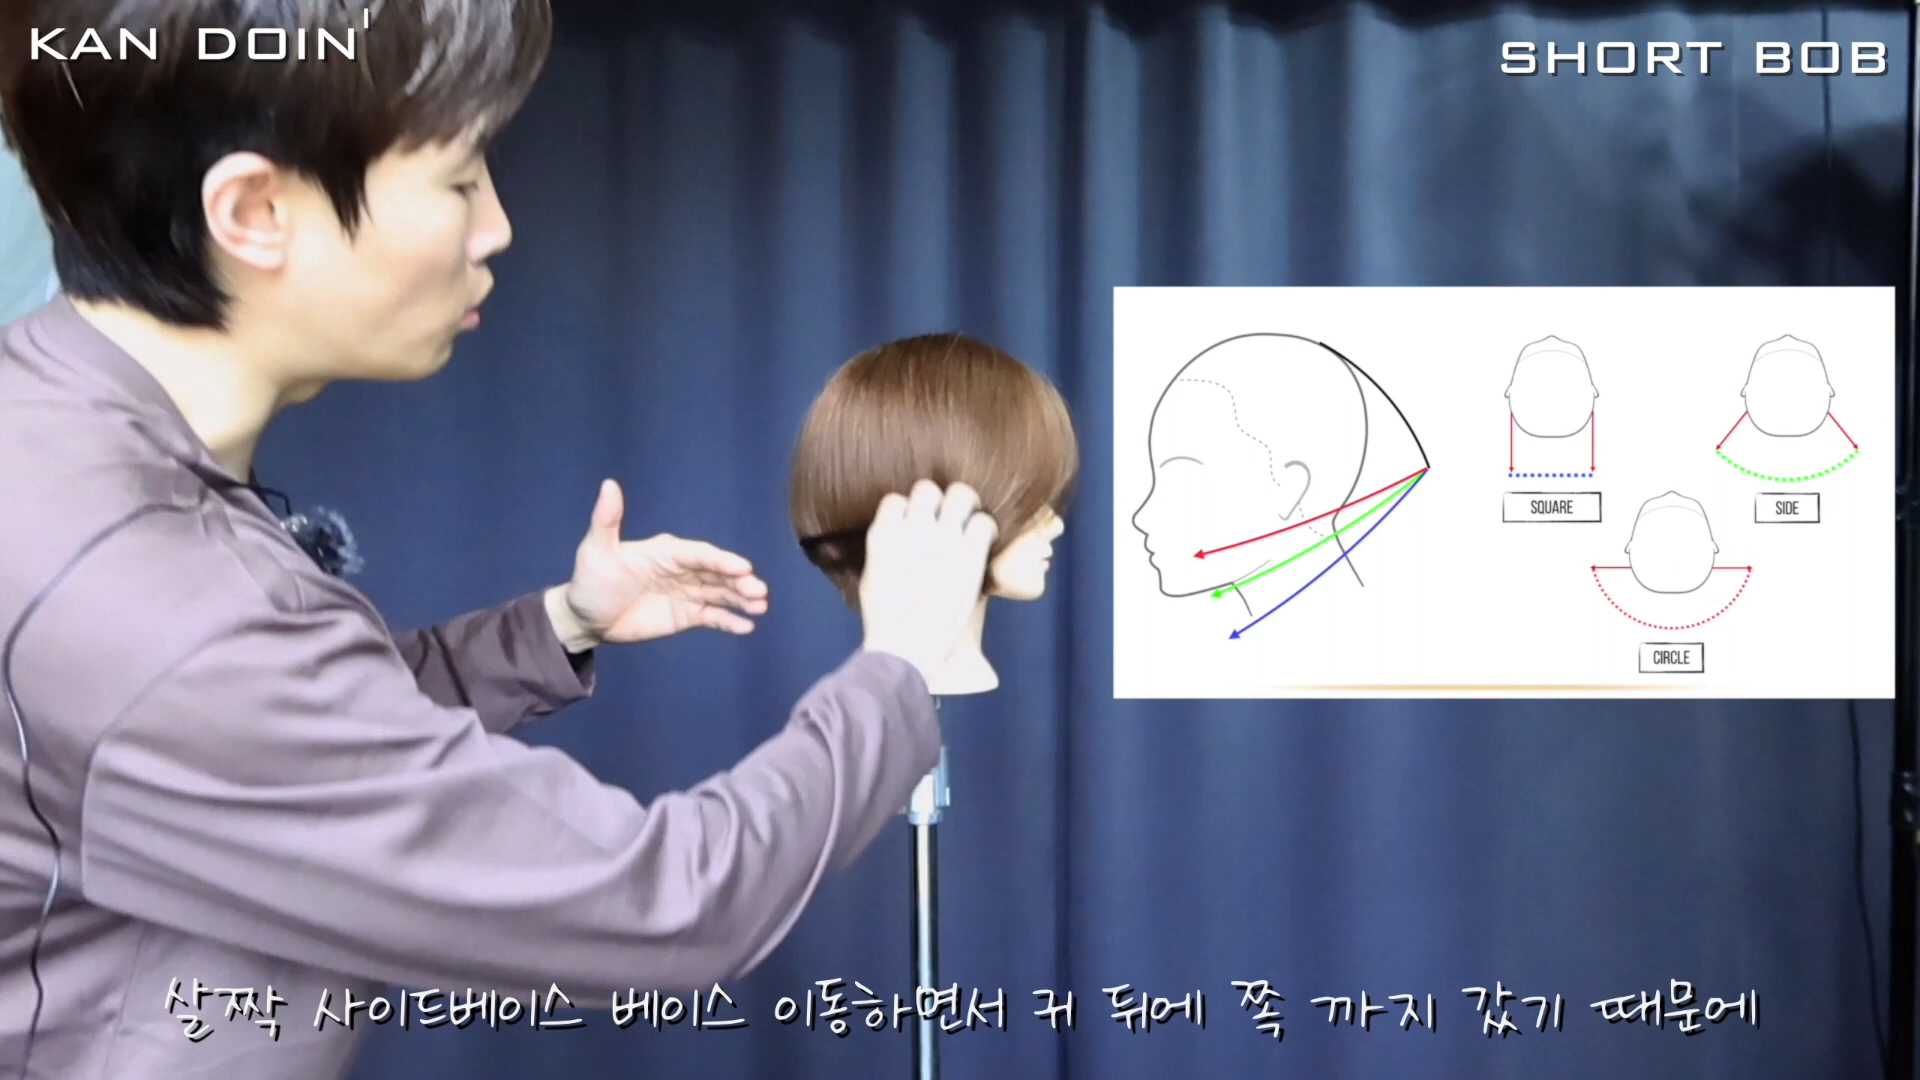 KAN DOIN'
SHORT BOB
SQUARE
SIDE
CIRCLE
살짝 사이드베이스 베이스 이동하면서 귀 뒤에 쪽 까지 갔기 때문에